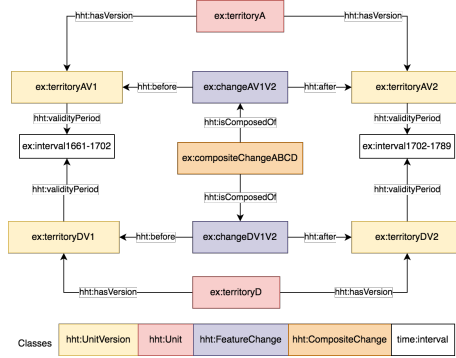 ex:territoryA
hht:hasVersion hht:hasVersion
ex:territoryAV1 hht:before ex:changeAV1V2 hht:after ex:territoryAV2
hht:validityPeriod hht:isComposedOf hht:validityPeriod
ex:interval1661-1702 ex:compositeChangeABCD ex:interval1702-1789
hht:validityPeriod hht:isComposedOf hht:validityPeriod
ex:territoryDV1 hht:before ex:changeDV1V2 hht:after ex:territoryDV2
hht:hasVersion ex:territoryD hht:hasVersion
Classes hht:UnitVersion hht:Unit hht:FeatureChange hht:CompositeChange time:interval